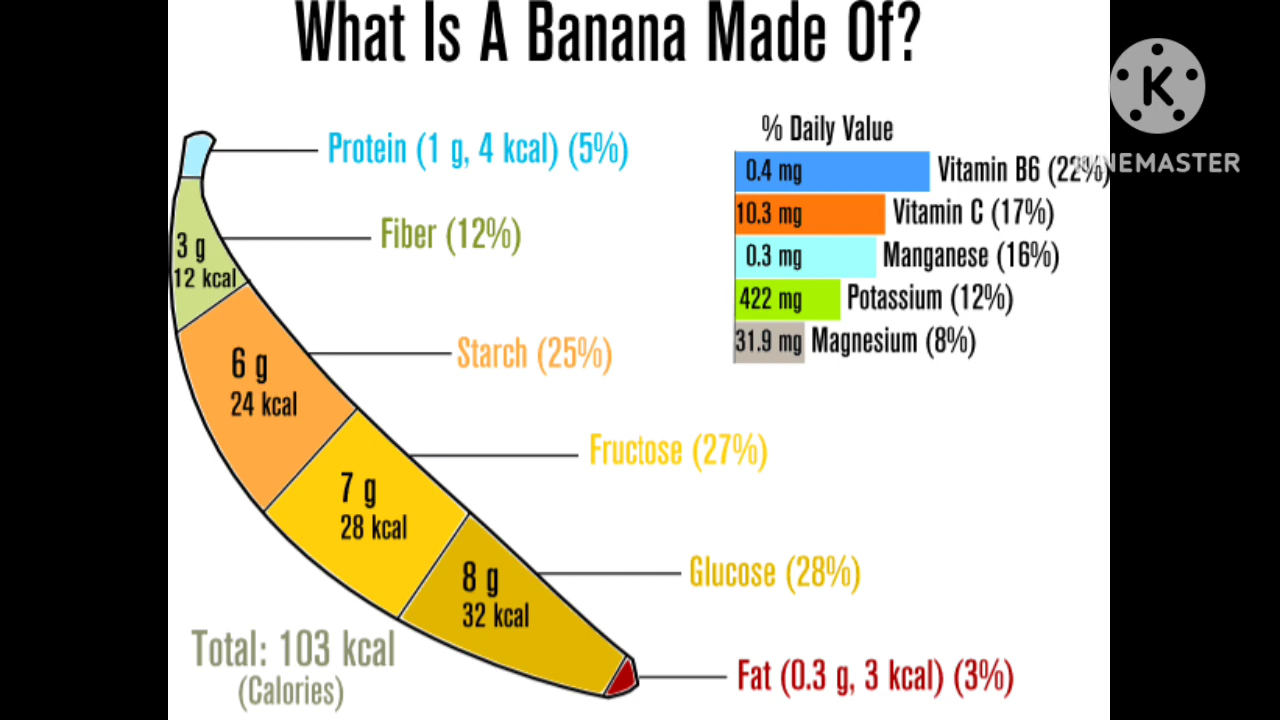 What Is A Banana Made Of?
K
KINEMASTER
Protein (1 g, 4 kcal) (5%)
% Daily Value
0.4 mg Vitamin B6 (22%)
10.3 mg Vitamin C (17%)
0.3 mg Manganese (16%)
422 mg Potassium (12%)
31.9 mg Magnesium (8%)
Fiber (12%)
3 g
12 kcal
Starch (25%)
6 g
24 kcal
Fructose (27%)
7 g
28 kcal
Glucose (28%)
8 g
32 kcal
Total: 103 kcal
(Calories)
Fat (0.3 g, 3 kcal) (3%)